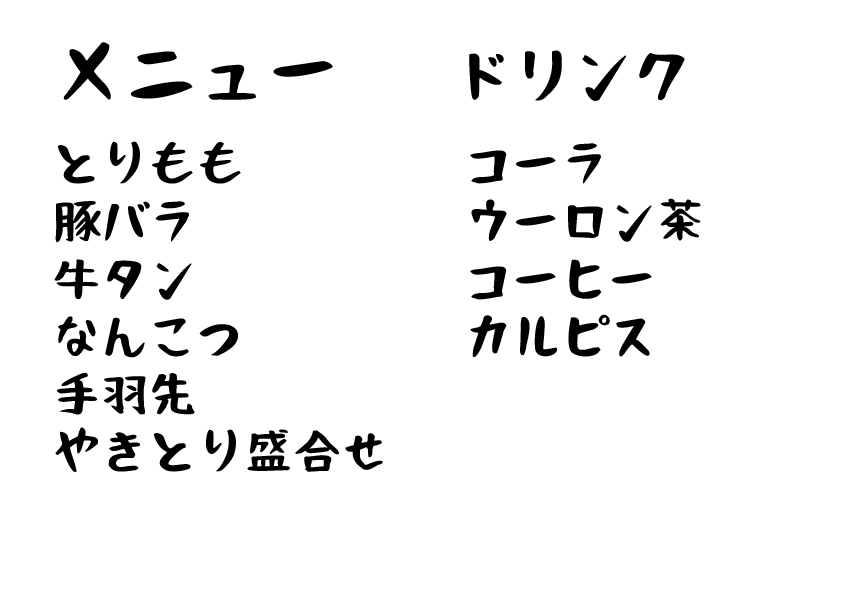 メニュー
とりもも
豚バラ
牛タン
なんこつ
手羽先
やきとり盛合せ
ドリンク
コーラ
ウーロン茶
コーヒー
カルピス